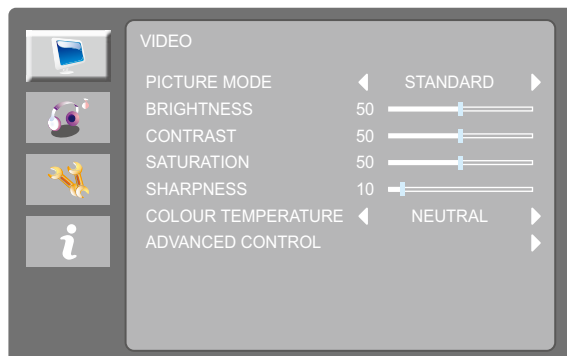 VIDEO
PICTURE MODE STANDARD
BRIGHTNESS 50
CONTRAST 50
SATURATION 50
SHARPNESS 10
COLOUR TEMPERATURE NEUTRAL
ADVANCED CONTROL
i